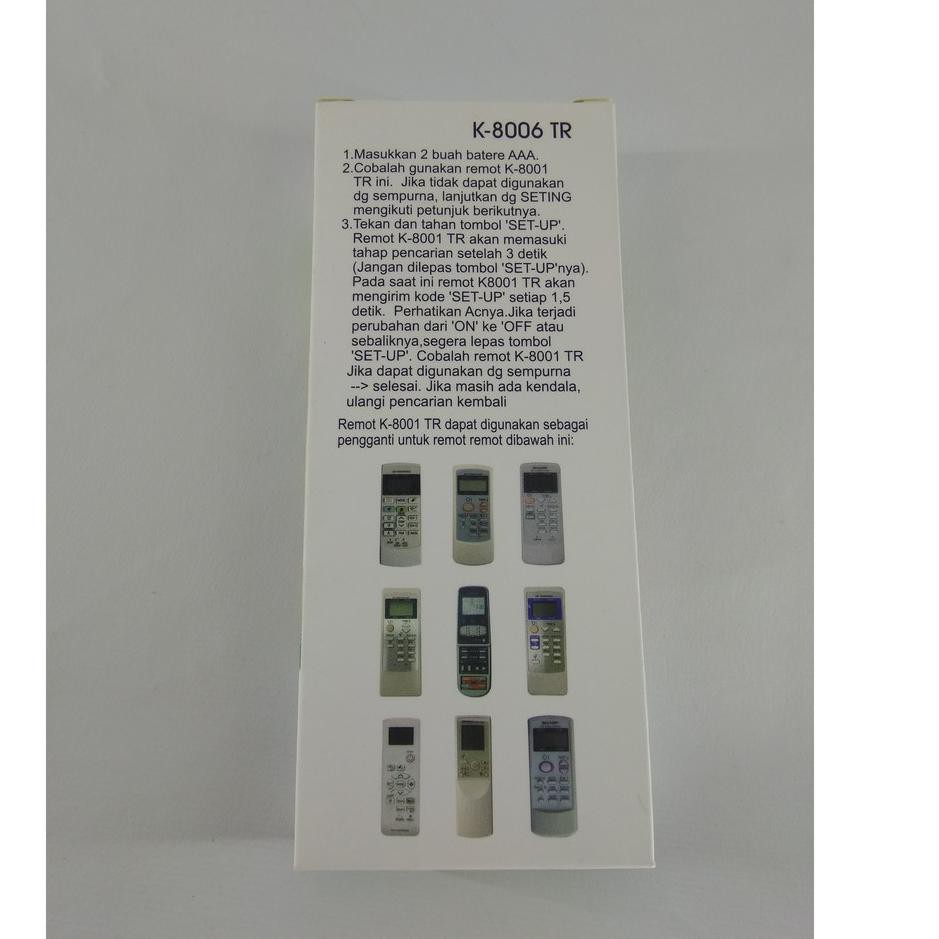 K-8006 TR
1.Masukkan 2 buah batere AAA.
2.Cobalah gunakan remot K-8001
TR ini. Jika tidak dapat digunakan
dg sempurna, lanjutkan dg SETING
mengikuti petunjuk berikutnya.
3.Tekan dan tahan tombol 'SET-UP'.
Remot K-8001 TR akan memasuki
tahap pencarian setelah 3 detik
(Jangan dilepas tombol 'SET-UP'nya).
Pada saat ini remot K8001 TR akan
mengirim kode 'SET-UP' setiap 1,5
detik. Perhatikan Acnya.Jika terjadi
perubahan dari 'ON' ke 'OFF atau
sebaliknya,segera lepas tombol
'SET-UP'. Cobalah remot K-8001 TR
Jika dapat digunakan dg sempurna
--> selesai. Jika masih ada kendala,
ulangi pencarian kembali
Remot K-8001 TR dapat digunakan sebagai
pengganti untuk remot remot dibawah ini: